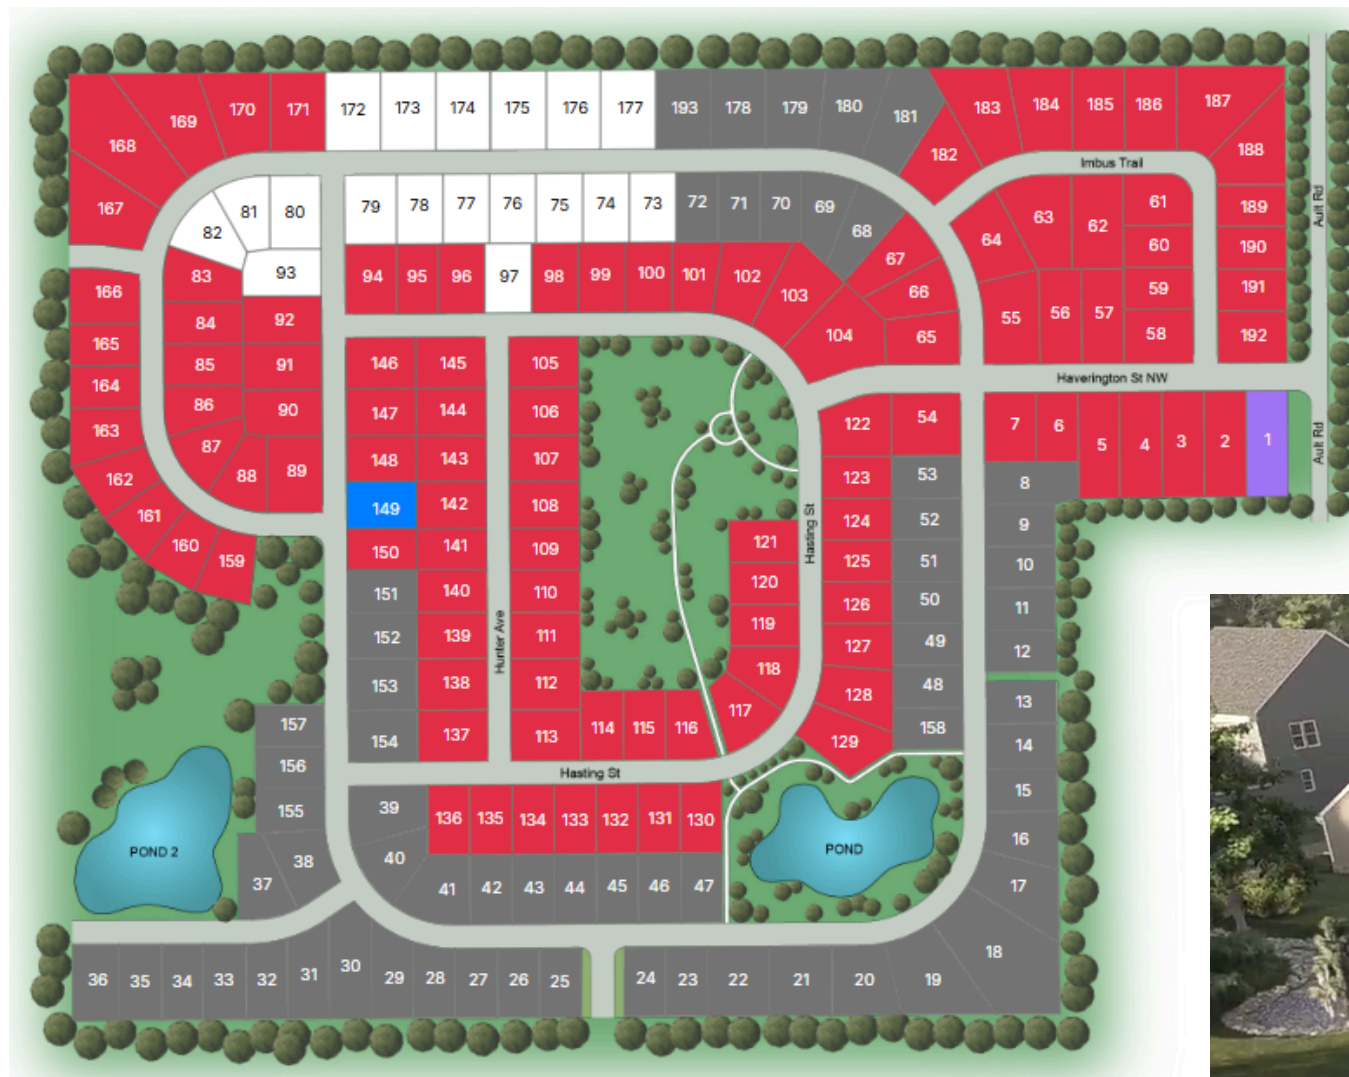 170 171 172 173 174 175 176 177 193 178 179 180 181 183 184 185 186 187
168 169 182 Imbus Trail 188
167 82 81 80 79 78 77 76 75 74 73 72 71 70 69 68 64 63 62 61 189 Ault Rd
93 67 60 190
166 83 94 95 96 97 98 99 100 101 102 103 66 59 191
84 92 104 65 55 56 57 58 192
165 85 91 146 145 105 Haverington St NW
164 86 90 147 144 106 122 54 7 6 5 4 3 2 1 Ault Rd
163 87 88 89 148 143 107 123 53 8
162 149 142 108 Hasting St 124 52 9
161 160 159 150 141 109 121 125 51 10
151 140 110 120 126 50 11
152 139 Hunter Ave 111 119 127 49 12
153 138 112 118 128 48 13
157 154 137 113 114 115 116 117 129 158 14
156 Hasting St 15
155 39 136 135 134 133 132 131 130 16
POND 2 38 40 POND
37 41 42 43 44 45 46 47 17
36 35 34 33 32 31 30 29 28 27 26 25 24 23 22 21 20 19 18